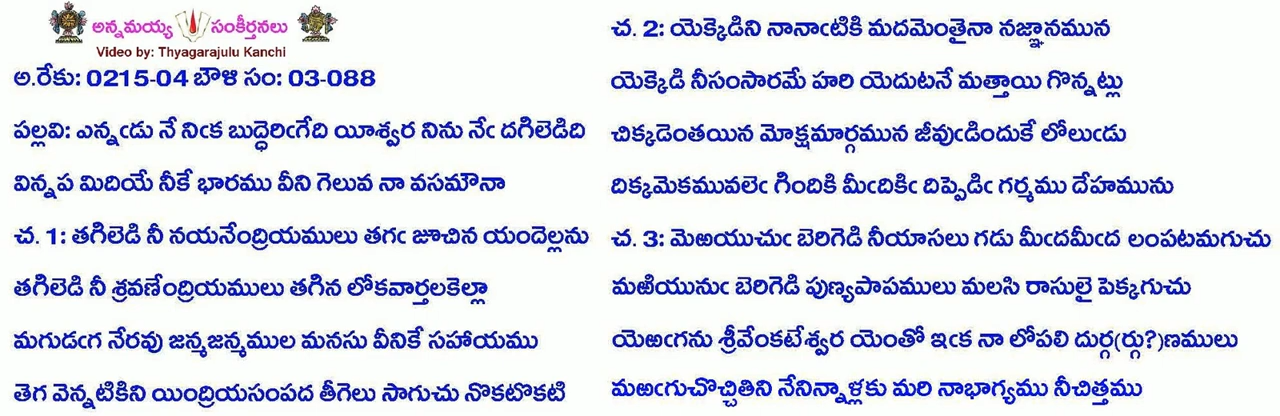 అన్నమయ్య సంకీర్తనలు
Video by: Thyagarajulu Kanchi
అ.రేకు: 0215-04 బౌళి సం: 03-088
పల్లవి: ఎన్నఁడు నే నిఁక బుద్ధెరిఁగేది యీశ్వర నిను నేఁ దగిలెడిది
విన్నప మిదియే నీకే భారము వీని గెలువ నా వసమౌనా
చ. 1: తగిలెడి నీ నయనేంద్రియములు తగఁ జూచిన యందెల్లను
తగిలెడి నీ శ్రవణేంద్రియములు తగిన లోకవార్తలకెల్లా
మగుడఁగ నేరవు జన్మజన్మముల మనసు వీనికే సహాయము
తెగ వెన్నటికిని యింద్రియసంపద తీగెలు సాగుచు నొకటొకటి
చ. 2: యెక్కెడిని నానాఁటికి మదమెంతైనా నజ్ఞానమున
యెక్కెడి నీసంసారమే హరి యెదుటనే మత్తాయి గొన్నట్లు
చిక్కడెంతయిన మోక్షమార్గమున జీవుఁడిందుకే లోలుఁడు
దిక్కమెకమువలెఁ గిందికి మీఁదికిఁ దిప్పెడిఁ గర్మము దేహమును
చ. 3: మెఱయుచుఁ బెరిగెడి నీయాసలు గడు మీఁదమీఁద లంపటమగుచు
మఱియునుఁ బెరిగెడి పుణ్యపాపములు మలసి రాసులై పెక్కగుచు
యెఱఁగను శ్రీవేంకటేశ్వర యెంతో ఇఁక నా లోపలి దుర్గ(ర్గు?)ణములు
మఱఁగుచొచ్చితిని నేనిన్నాళ్లకు మరి నాభాగ్యము నీచిత్తము